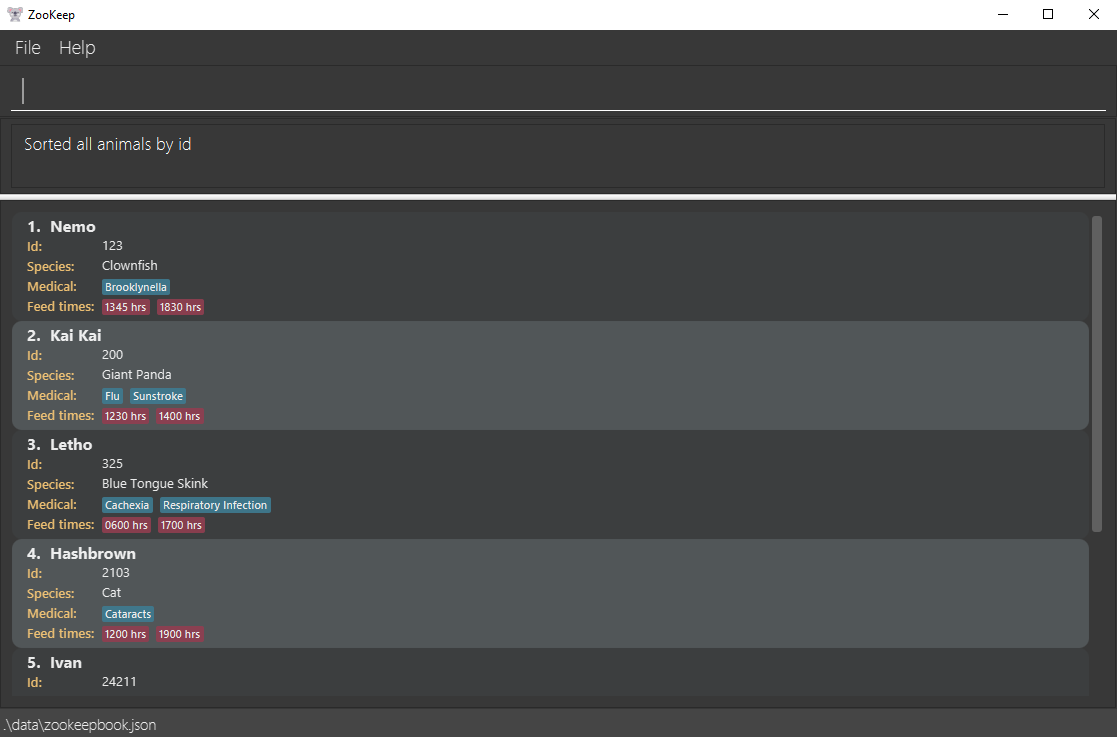 ZooKeep
File Help
Sorted all animals by id
1. Nemo
Id: 123
Species: Clownfish
Medical: Brooklynella
Feed times: 1345 hrs 1830 hrs
2. Kai Kai
Id: 200
Species: Giant Panda
Medical: Flu Sunstroke
Feed times: 1230 hrs 1400 hrs
3. Letho
Id: 325
Species: Blue Tongue Skink
Medical: Cachexia Respiratory Infection
Feed times: 0600 hrs 1700 hrs
4. Hashbrown
Id: 2103
Species: Cat
Medical: Cataracts
Feed times: 1200 hrs 1900 hrs
5. Ivan
Id: 24211
.\data\zookeepbook.json